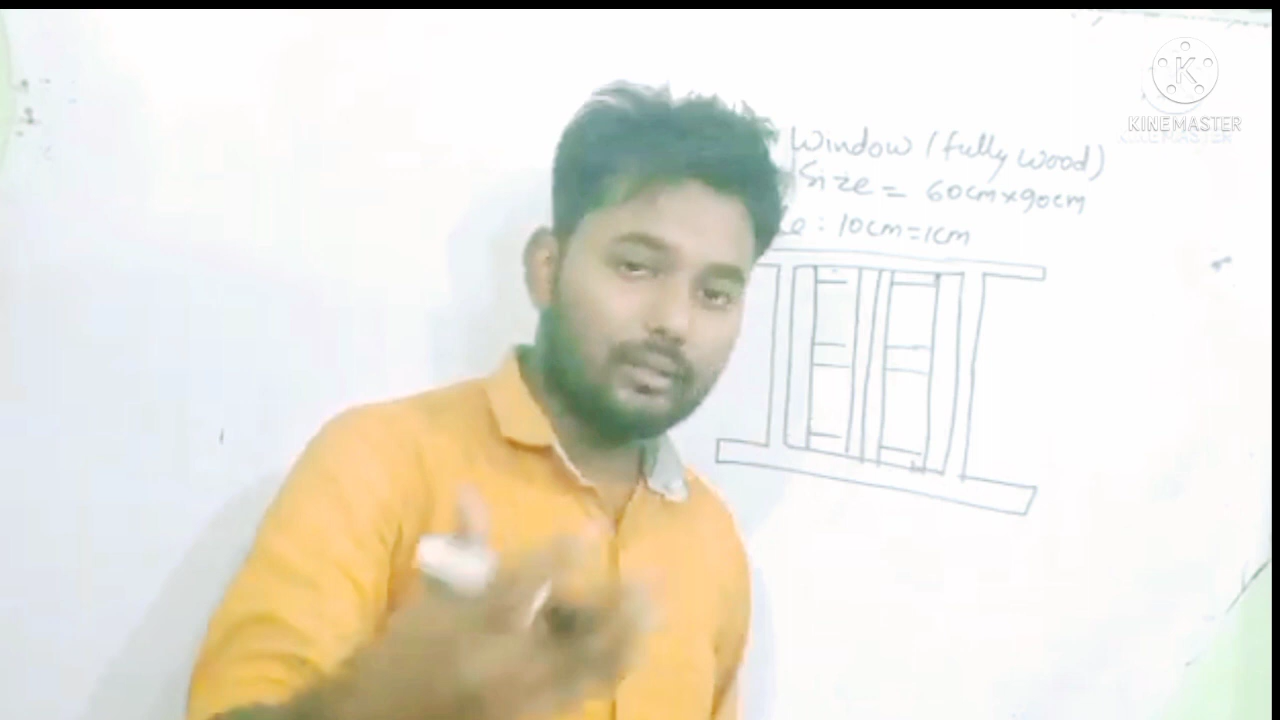 K
KINEMASTER
Window (fully wood)
Size = 60cm×90cm
: 10cm=1cm